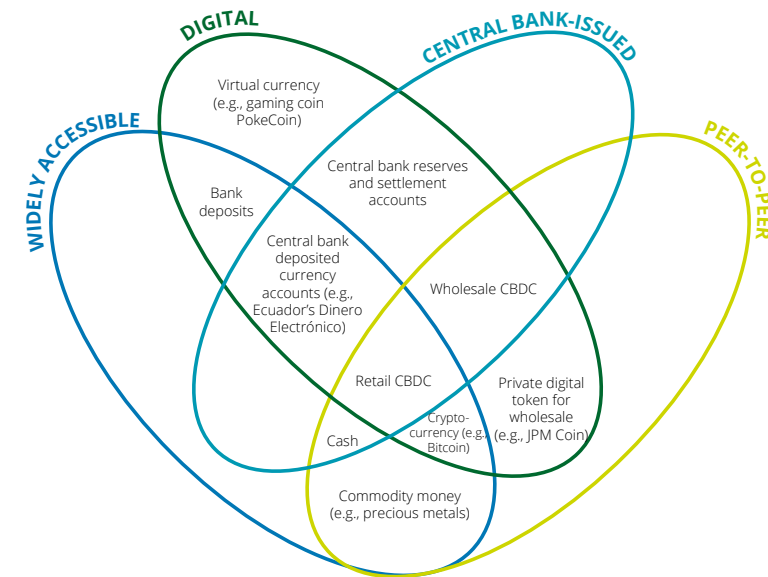 DIGITAL
CENTRAL BANK-ISSUED
WIDELY ACCESSIBLE
PEER-TO-PEER
Virtual currency
(e.g., gaming coin
PokeCoin)
Central bank reserves
and settlement
accounts
Bank
deposits
Central bank
deposited
currency
accounts (e.g.,
Ecuador's Dinero
Electrónico)
Wholesale CBDC
Retail CBDC
Private digital
token for
wholesale
(e.g., JPM Coin)
Crypto-
currency (e.g.,
Bitcoin)
Cash
Commodity money
(e.g., precious metals)